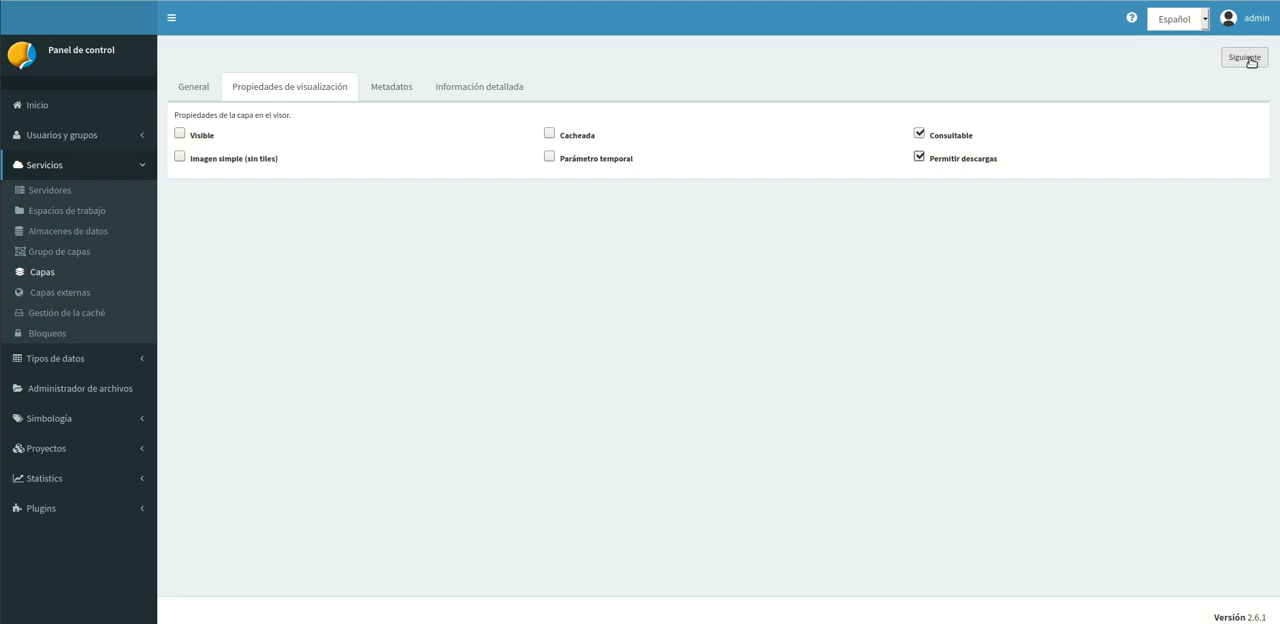 Español
admin
Panel de control
Siguiente
General
Propiedades de visualización
Metadatos
Información detallada
Inicio
Usuarios y grupos
Servicios
Servidores
Espacios de trabajo
Almacenes de datos
Grupo de capas
Capas
Capas externas
Gestión de la caché
Bloqueos
Tipos de datos
Administrador de archivos
Simbología
Proyectos
Statistics
Plugins
Propiedades de la capa en el visor.
Visible
Cacheada
Consultable
Imagen simple (sin tiles)
Parámetro temporal
Permitir descargas
Versión 2.6.1